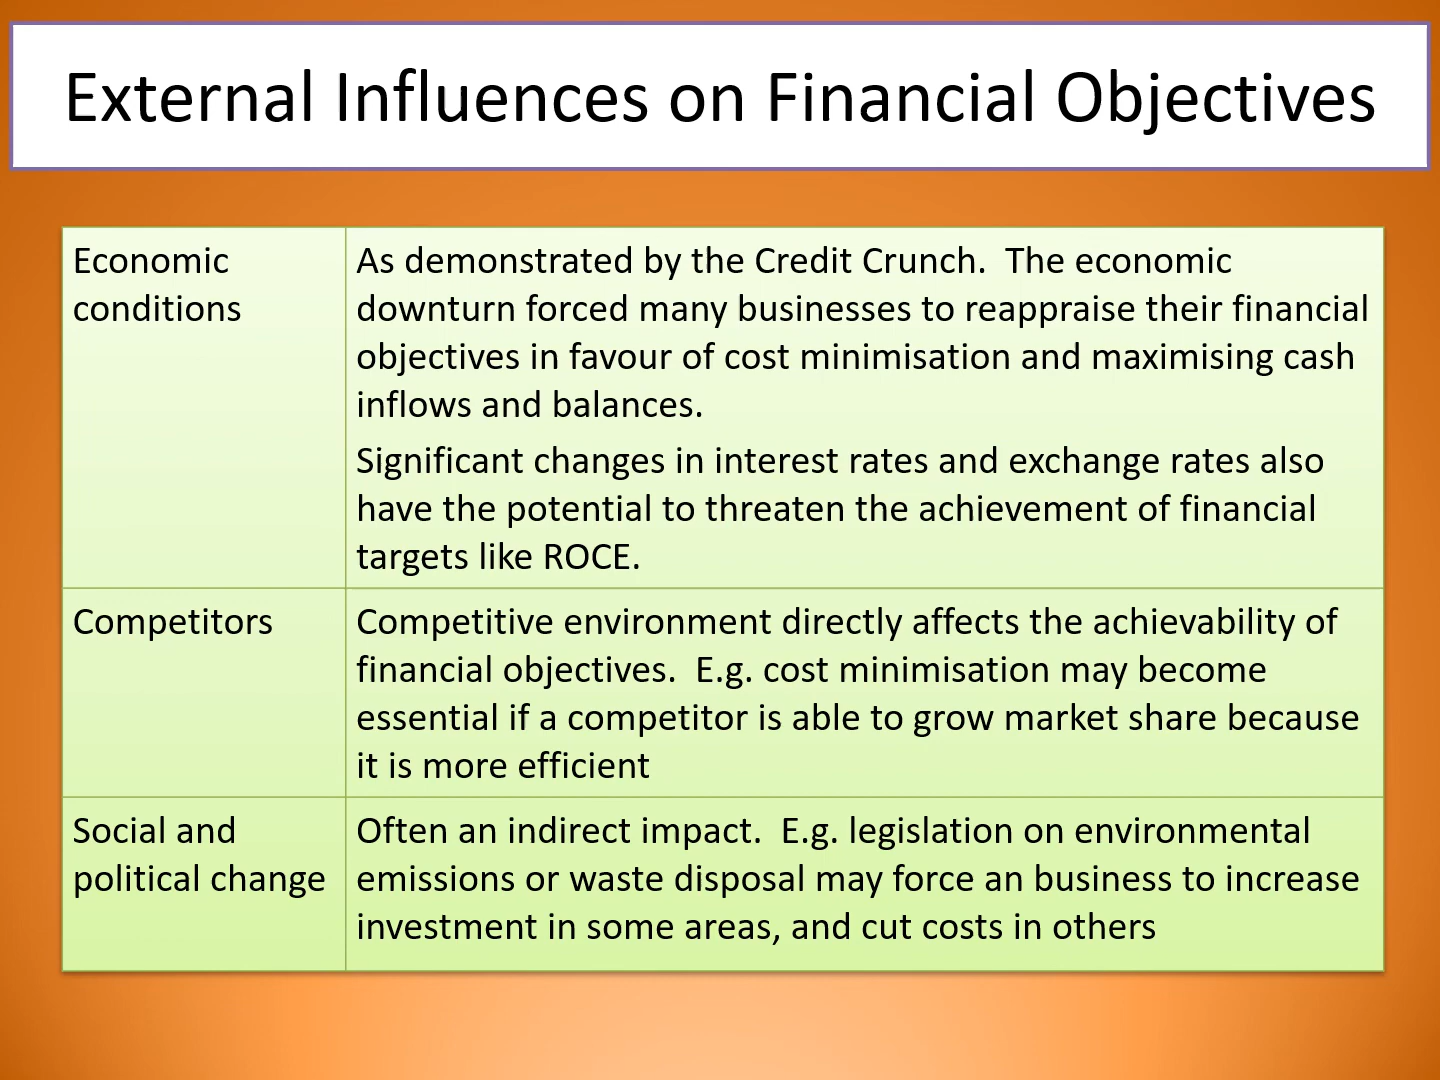 External Influences on Financial Objectives
Economic
conditions
As demonstrated by the Credit Crunch.  The economic
downturn forced many businesses to reappraise their financial
objectives in favour of cost minimisation and maximising cash
inflows and balances.
Significant changes in interest rates and exchange rates also
have the potential to threaten the achievement of financial
targets like ROCE.
Competitors
Competitive environment directly affects the achievability of
financial objectives.  E.g. cost minimisation may become
essential if a competitor is able to grow market share because
it is more efficient
Social and
political change
Often an indirect impact.  E.g. legislation on environmental
emissions or waste disposal may force an business to increase
investment in some areas, and cut costs in others